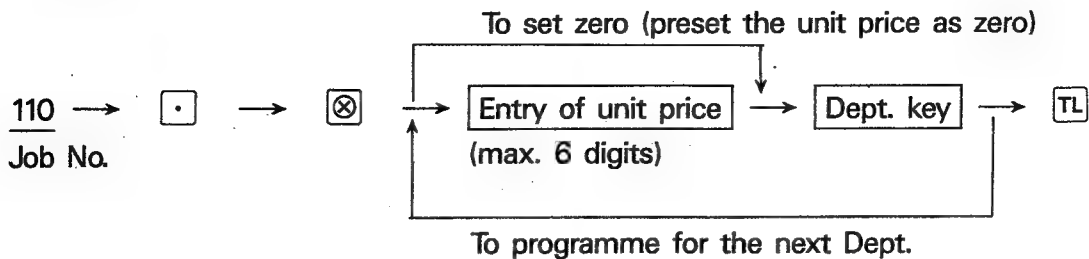 To set zero (preset the unit price as zero)
110 → · → ⊗ → Entry of unit price → Dept. key → TL
Job No. (max. 6 digits)
To programme for the next Dept.